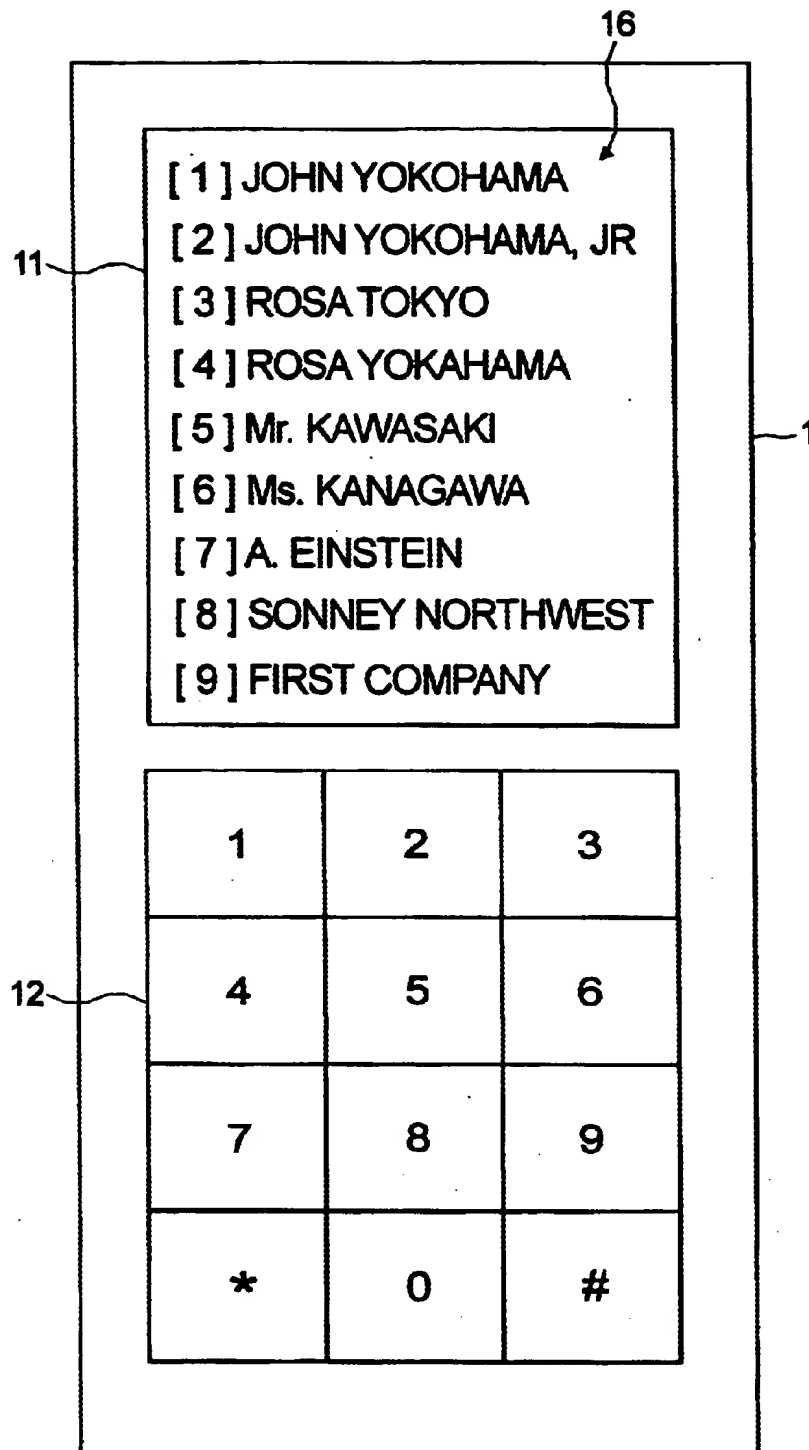 16
[ 1 ] JOHN YOKOHAMA
[ 2 ] JOHN YOKOHAMA, JR
11
[ 3 ] ROSA TOKYO
[ 4 ] ROSA YOKAHAMA
[ 5 ] Mr. KAWASAKI
1
[ 6 ] Ms. KANAGAWA
[ 7 ] A. EINSTEIN
[ 8 ] SONNEY NORTHWEST
[ 9 ] FIRST COMPANY
1 2 3
12
4 5 6
7 8 9
* 0 #